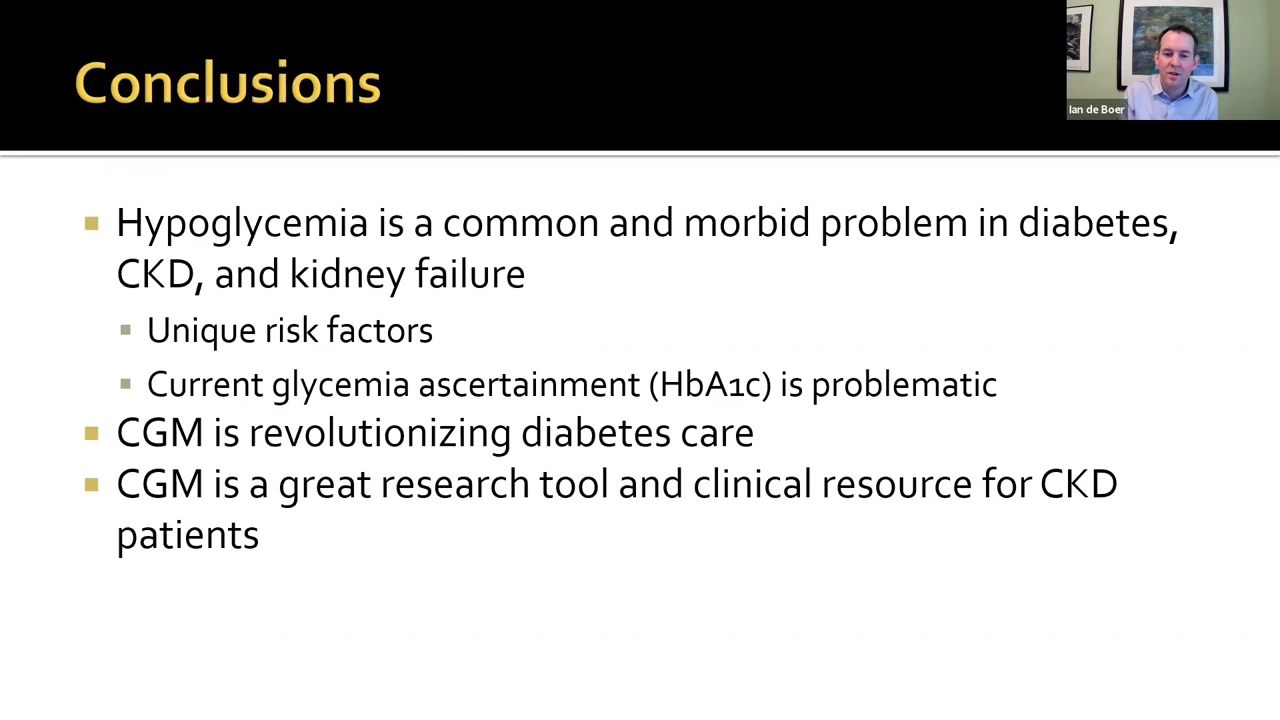 Conclusions
Ian de Boer
Hypoglycemia is a common and morbid problem in diabetes,
CKD, and kidney failure
Unique risk factors
Current glycemia ascertainment (HbA1c) is problematic
CGM is revolutionizing diabetes care
CGM is a great research tool and clinical resource for CKD
patients